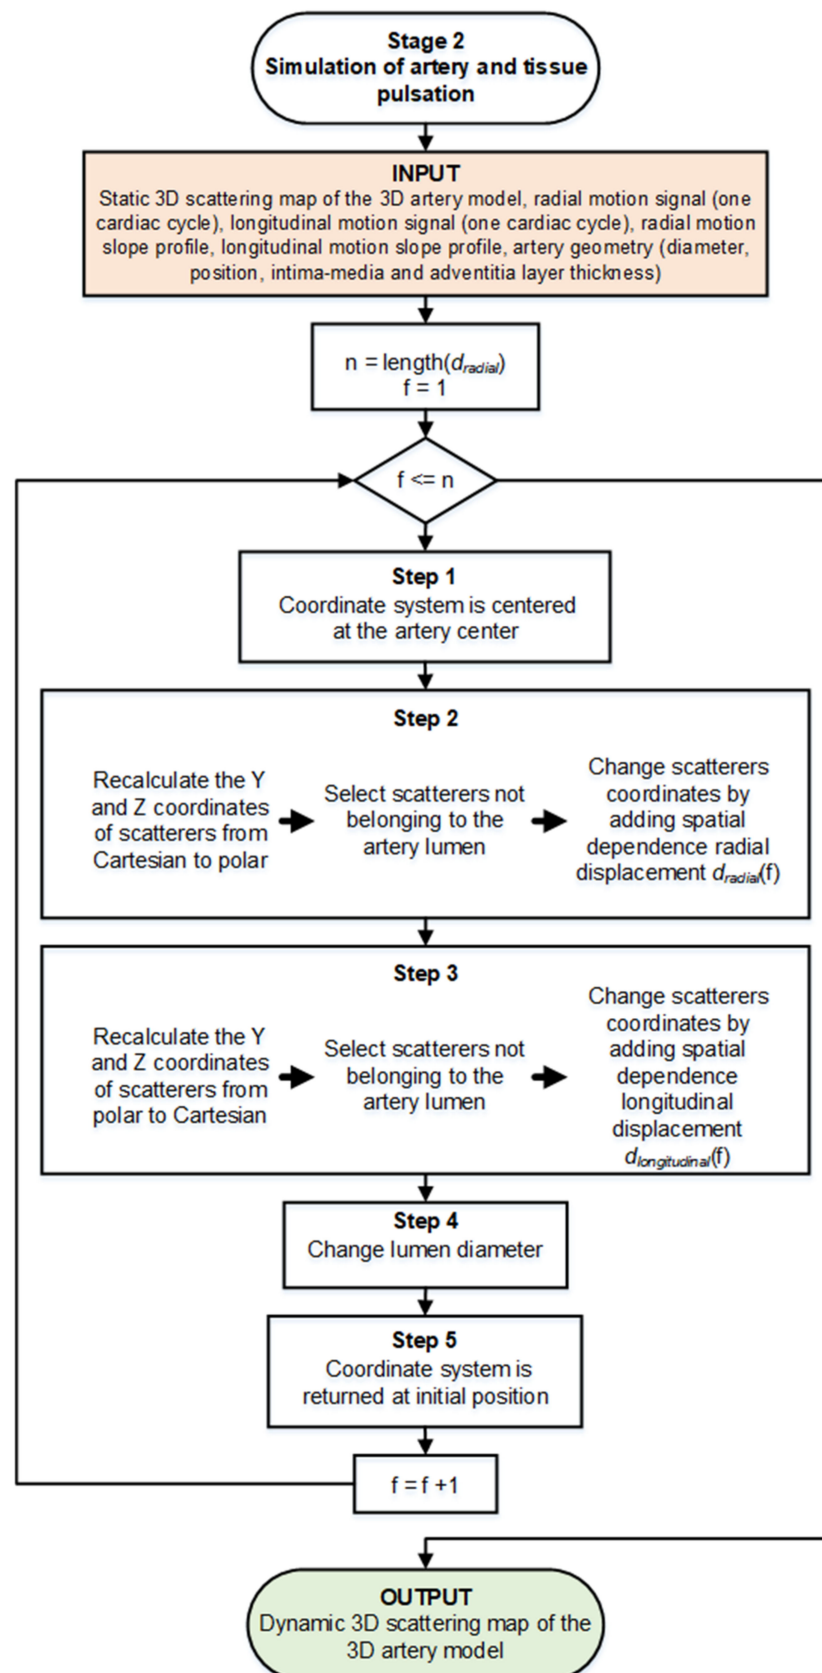 Stage 2
Simulation of artery and tissue
pulsation
INPUT
Static 3D scattering map of the 3D artery model, radial motion signal (one
cardiac cycle), longitudinal motion signal (one cardiac cycle), radial motion
slope profile, longitudinal motion slope profile, artery geometry (diameter,
position, intima-media and adventitia layer thickness)
n = length(d_radial)
f = 1
f <= n
Step 1
Coordinate system is centered
at the artery center
Step 2
Recalculate the Y
and Z coordinates
of scatterers from
Cartesian to polar
Select scatterers not
belonging to the
artery lumen
Change scatterers
coordinates by
adding spatial
dependence radial
displacement d_radial(f)
Step 3
Recalculate the Y
and Z coordinates
of scatterers from
polar to Cartesian
Select scatterers not
belonging to the
artery lumen
Change scatterers
coordinates by
adding spatial
dependence
longitudinal
displacement
d_longitudinal(f)
Step 4
Change lumen diameter
Step 5
Coordinate system is
returned at initial position
f = f +1
OUTPUT
Dynamic 3D scattering map of the
3D artery model